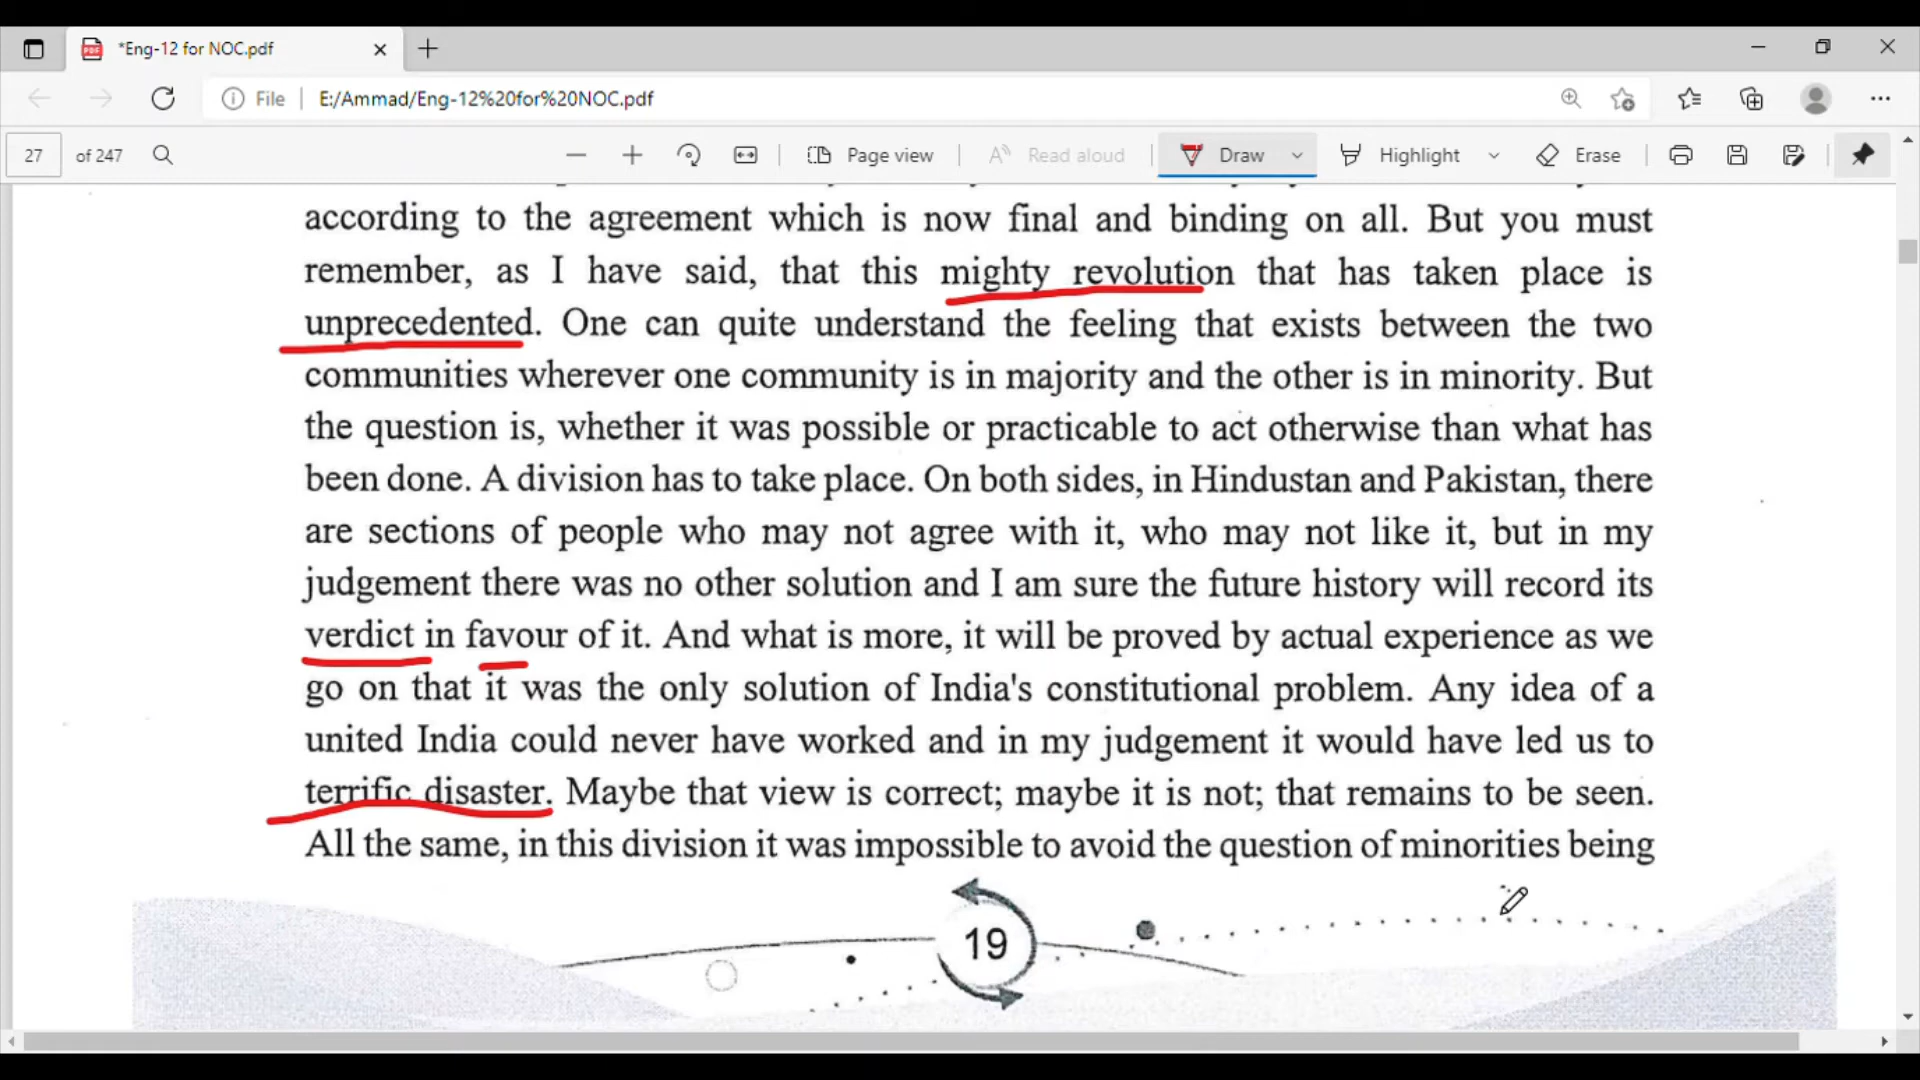 *Eng-12 for NOC.pdf
File E:/Ammad/Eng-12%20for%20NOC.pdf
27 of 247 Page view Read aloud Draw Highlight Erase
according to the agreement which is now final and binding on all. But you must
remember, as I have said, that this mighty revolution that has taken place is
unprecedented. One can quite understand the feeling that exists between the two
communities wherever one community is in majority and the other is in minority. But
the question is, whether it was possible or practicable to act otherwise than what has
been done. A division has to take place. On both sides, in Hindustan and Pakistan, there
are sections of people who may not agree with it, who may not like it, but in my
judgement there was no other solution and I am sure the future history will record its
verdict in favour of it. And what is more, it will be proved by actual experience as we
go on that it was the only solution of India's constitutional problem. Any idea of a
united India could never have worked and in my judgement it would have led us to
terrific disaster. Maybe that view is correct; maybe it is not; that remains to be seen.
All the same, in this division it was impossible to avoid the question of minorities being
19